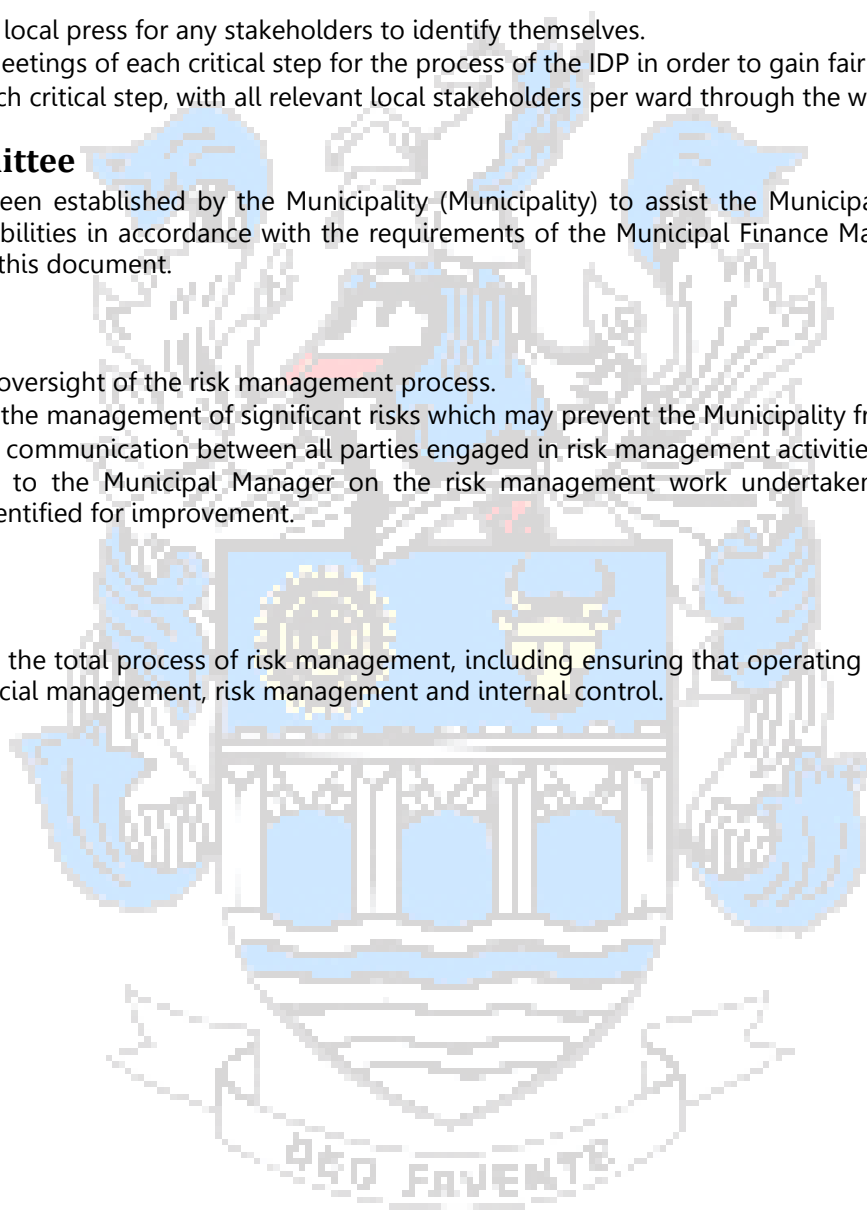 local press for any stakeholders to identify themselves.
eetings of each critical step for the process of the IDP in order to gain fair
ch critical step, with all relevant local stakeholders per ward through the w
ittee
een established by the Municipality (Municipality) to assist the Municipa
bilities in accordance with the requirements of the Municipal Finance Ma
this document.
oversight of the risk management process.
the management of significant risks which may prevent the Municipality fr
communication between all parties engaged in risk management activitie
to the Municipal Manager on the risk management work undertaken
entified for improvement.
the total process of risk management, including ensuring that operating
cial management, risk management and internal control.
DEO FAVENTE